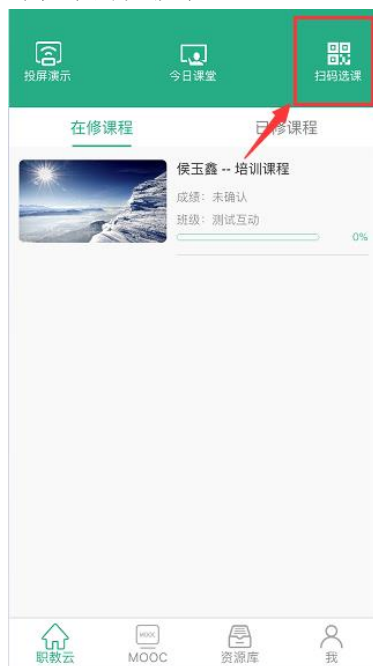 投屏演示
今日课堂
扫码选课
在修课程
已修课程
侯玉鑫 -- 培训课程
成绩：未确认
班级：测试互动
0%
MOOC
职教云
MOOC
资源库
我